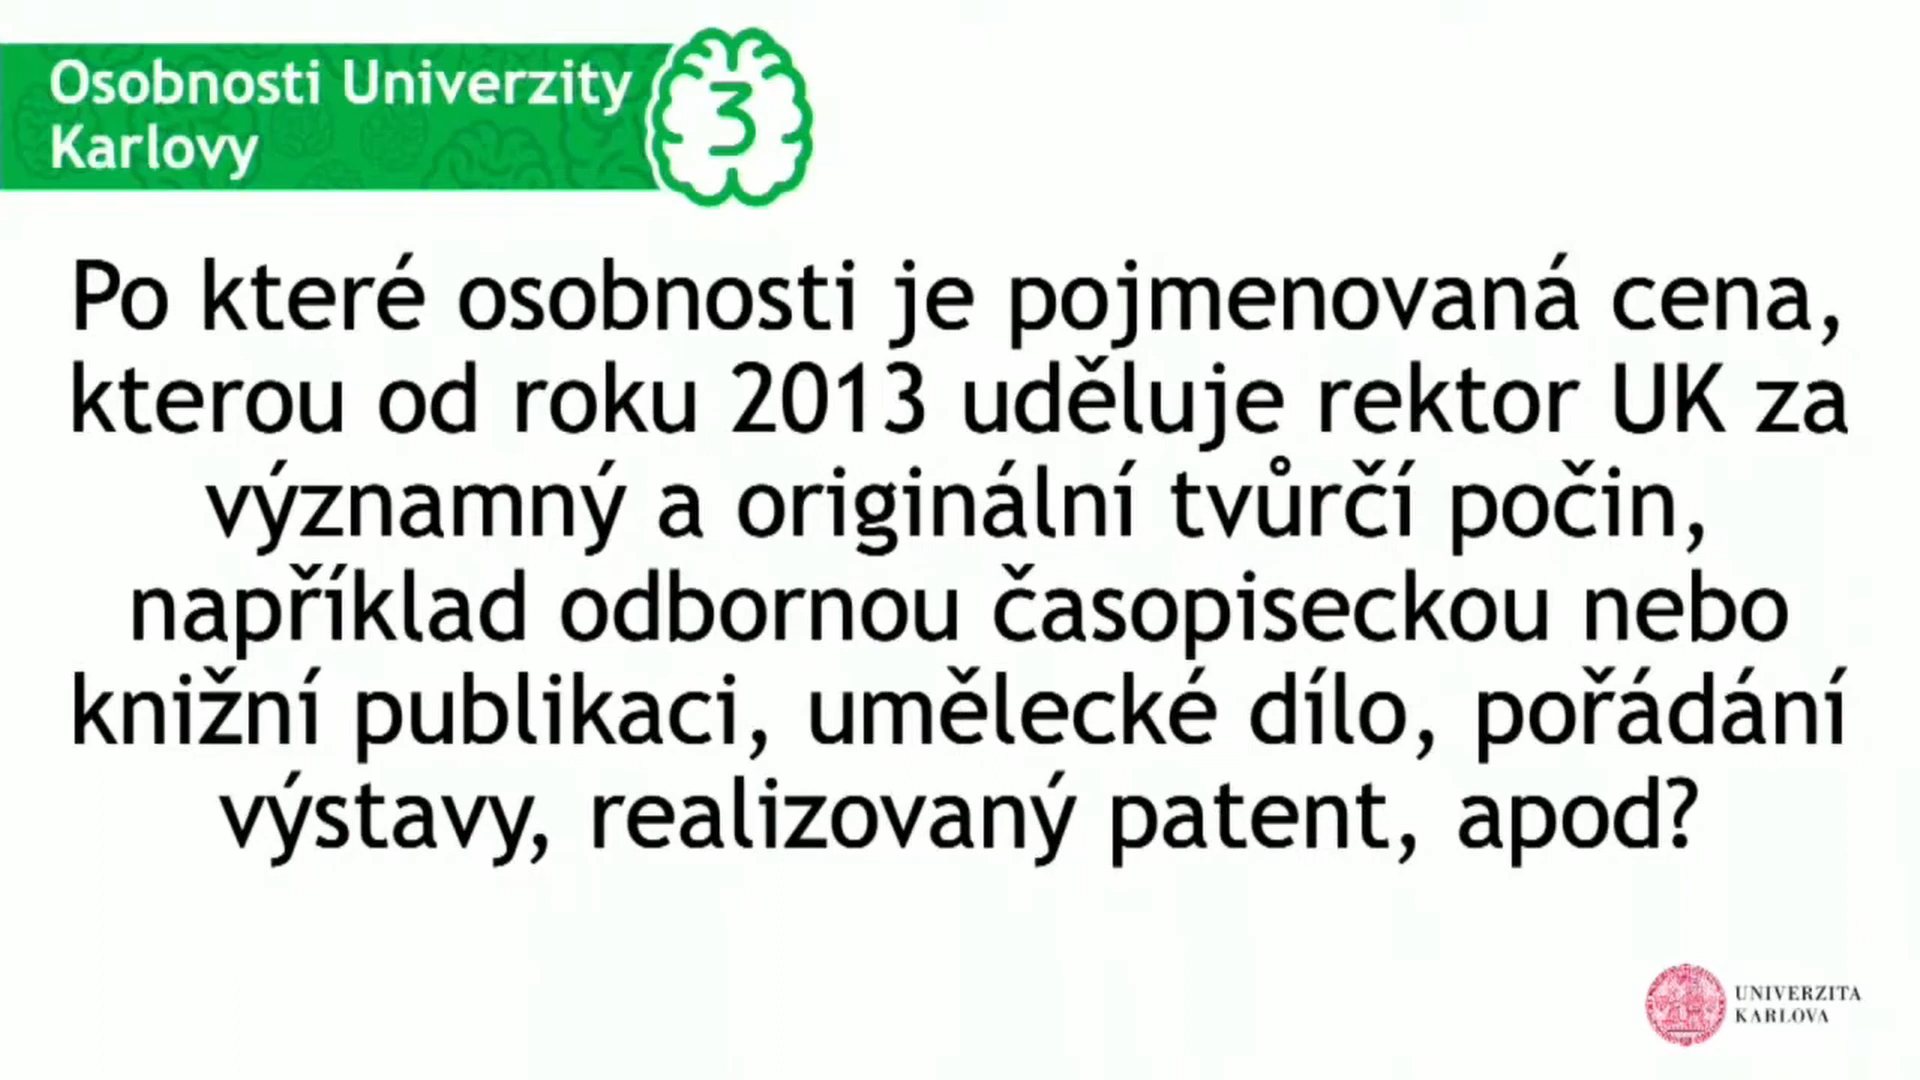 Osobnosti Univerzity
Karlovy
3
Po které osobnosti je pojmenovaná cena,
kterou od roku 2013 uděluje rektor UK za
významný a originální tvůrčí počin,
například odbornou časopiseckou nebo
knižní publikaci, umělecké dílo, pořádání
výstavy, realizovaný patent, apod?
UNIVERZITA
KARLOVA